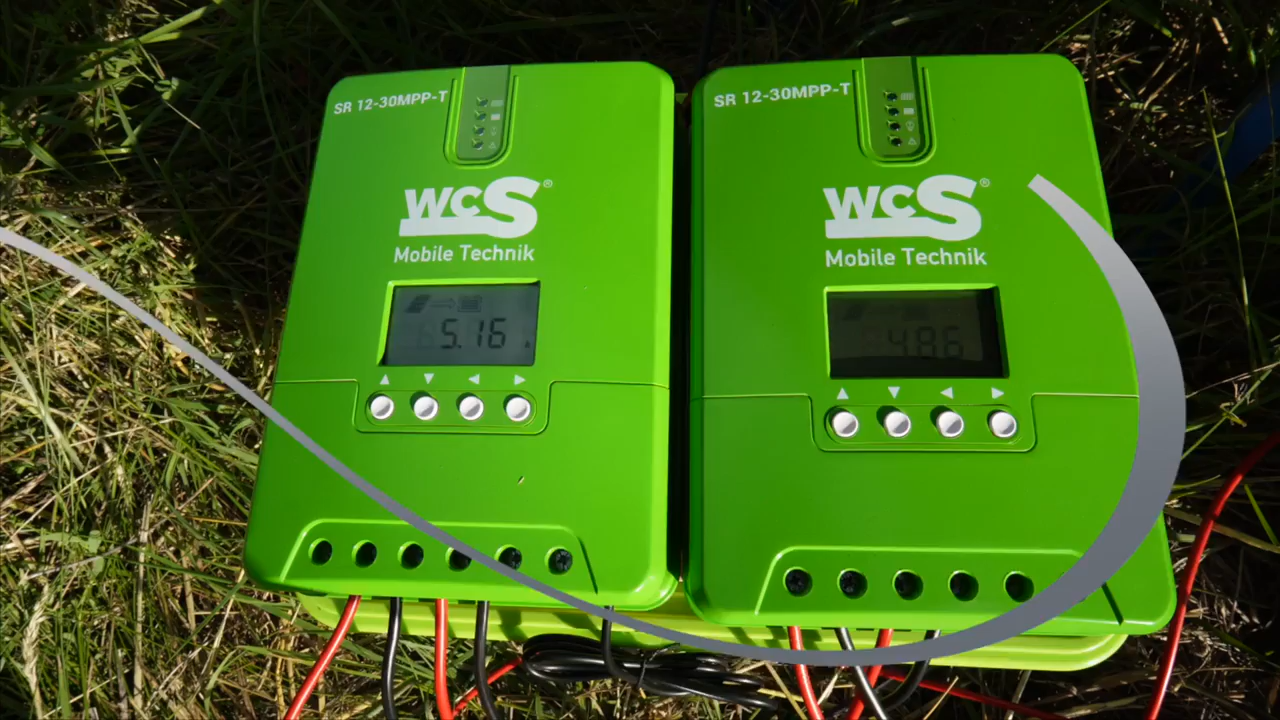 SR 12-30MPP-T
WCS®
Mobile Technik
5.16
SR 12-30MPP-T
WCS®
Mobile Technik
4.86